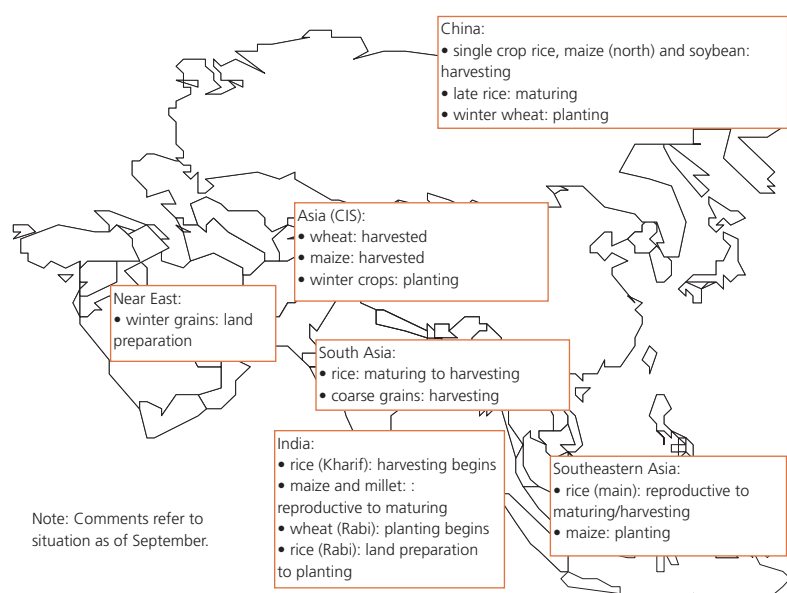 China:
• single crop rice, maize (north) and soybean:
harvesting
• late rice: maturing
• winter wheat: planting
Asia (CIS):
• wheat: harvested
• maize: harvested
• winter crops: planting
Near East:
• winter grains: land
preparation
South Asia:
• rice: maturing to harvesting
• coarse grains: harvesting
India:
• rice (Kharif): harvesting begins
• maize and millet: :
reproductive to maturing
• wheat (Rabi): planting begins
• rice (Rabi): land preparation
to planting
Southeastern Asia:
• rice (main): reproductive to
maturing/harvesting
• maize: planting
Note: Comments refer to
situation as of September.